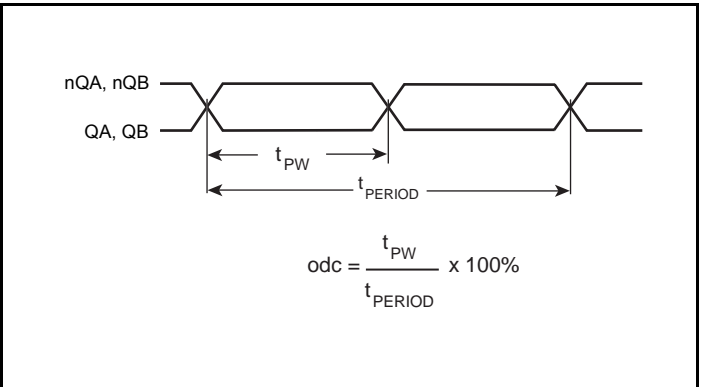 nQA, nQB
QA, QB
tPW
tPERIOD
odc = tPW / tPERIOD x 100%